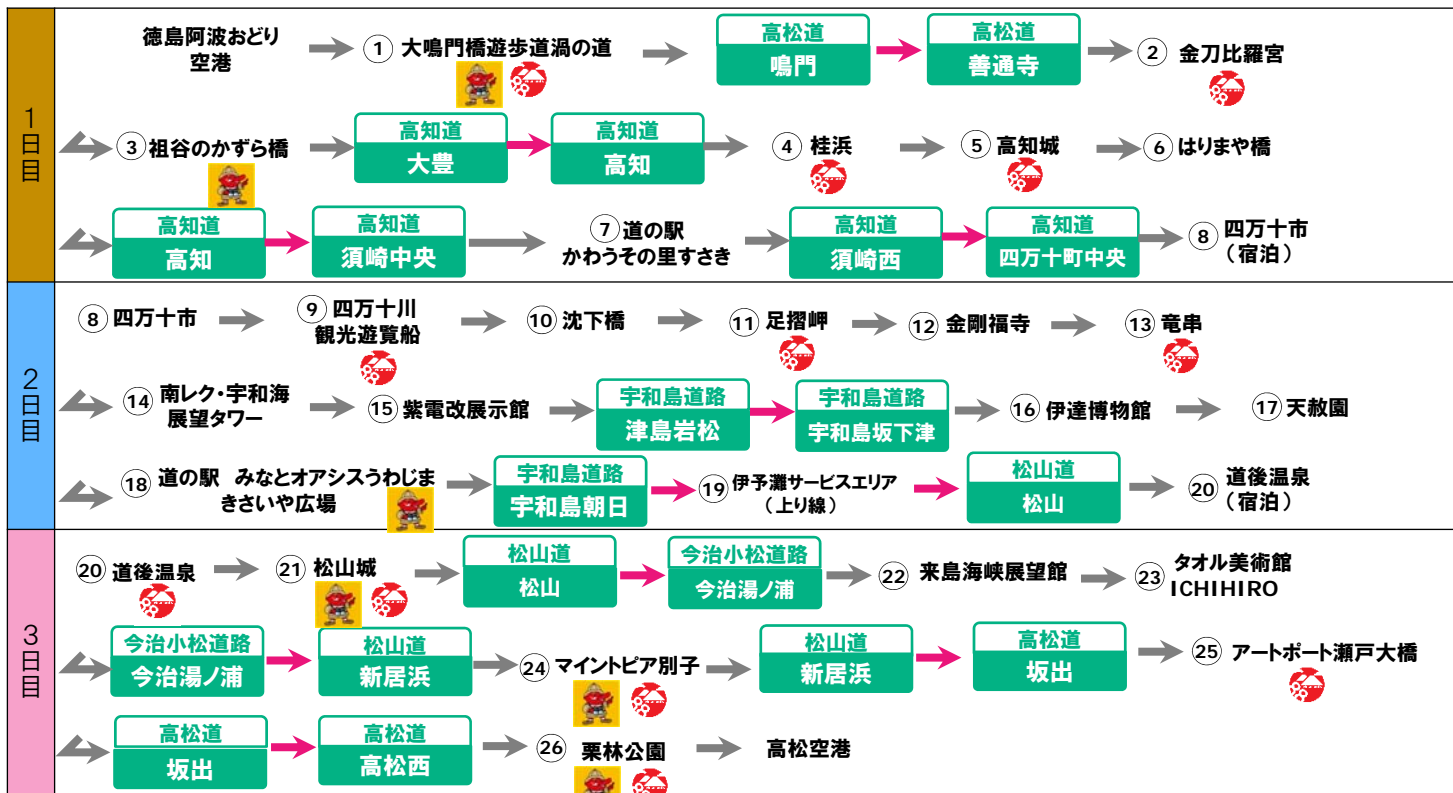 1日目
徳島阿波おどり
空港
① 大鳴門橋遊歩道渦の道
高松道
鳴門
高松道
善通寺
② 金刀比羅宮
③ 祖谷のかずら橋
高知道
大豊
高知道
高知
④ 桂浜
⑤ 高知城
⑥ はりまや橋
高知道
高知
高知道
須崎中央
⑦ 道の駅
かわうその里すさき
高知道
須崎西
高知道
四万十町中央
⑧ 四万十市
（宿泊）
2日目
⑧ 四万十市
⑨ 四万十川
観光遊覧船
⑩ 沈下橋
⑪ 足摺岬
⑫ 金剛福寺
⑬ 竜串
⑭ 南レク・宇和海
展望タワー
⑮ 紫電改展示館
宇和島道路
津島岩松
宇和島道路
宇和島坂下津
⑯ 伊達博物館
⑰ 天赦園
⑱ 道の駅　みなとオアシスうわじま
きさいや広場
宇和島道路
宇和島朝日
⑲ 伊予灘サービスエリア
（上り線）
松山道
松山
⑳ 道後温泉
（宿泊）
3日目
⑳ 道後温泉
㉑ 松山城
松山道
松山
今治小松道路
今治湯ノ浦
㉒ 来島海峡展望館
㉓ タオル美術館
ICHIHIRO
今治小松道路
今治湯ノ浦
松山道
新居浜
㉔ マイントピア別子
松山道
新居浜
高松道
坂出
㉕ アートポート瀬戸大橋
高松道
坂出
高松道
高松西
㉖ 栗林公園
高松空港